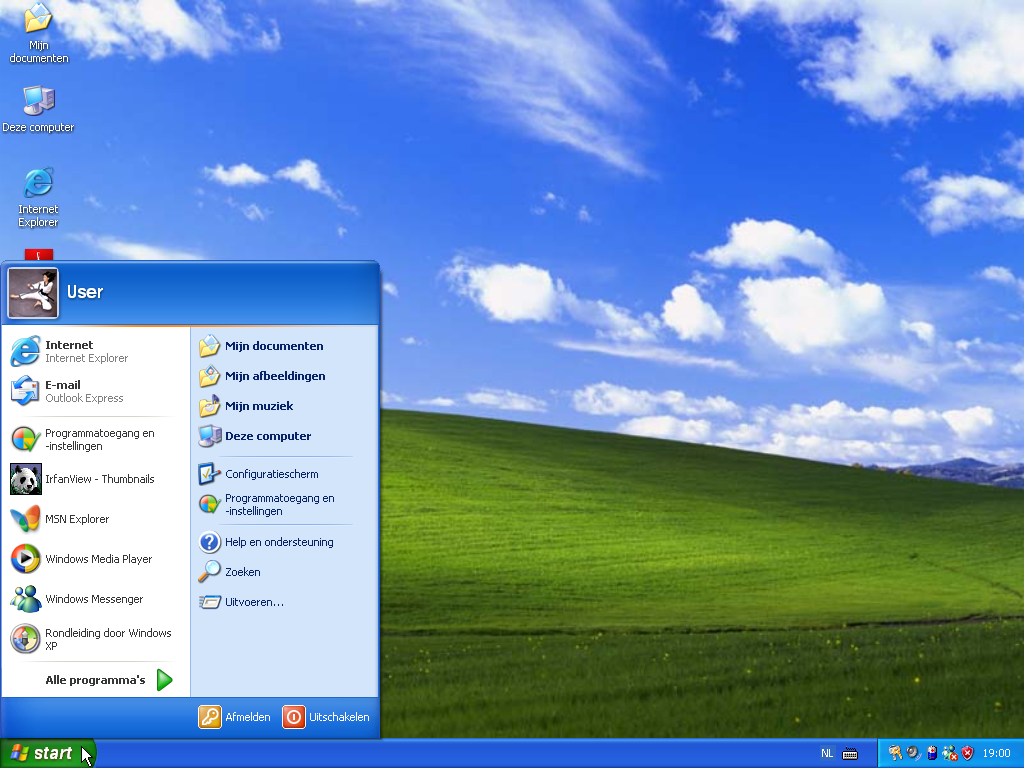 Mijn
documenten
Deze computer
Internet
Explorer
User
Internet
Internet Explorer
E-mail
Outlook Express
Programmatoegang en
-instellingen
IrfanView - Thumbnails
MSN Explorer
Windows Media Player
Windows Messenger
Rondleiding door Windows
XP
Alle programma's
Mijn documenten
Mijn afbeeldingen
Mijn muziek
Deze computer
Configuratiescherm
Programmatoegang en
-instellingen
Help en ondersteuning
Zoeken
Uitvoeren...
Afmelden
Uitschakelen
start
NL
19:00